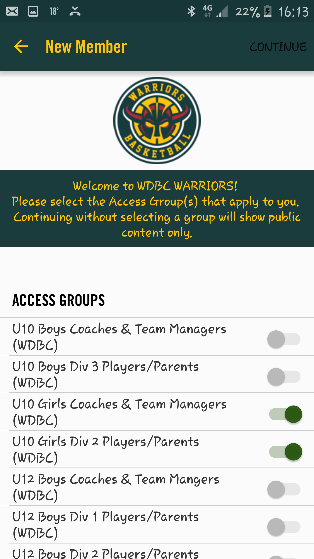 18°
4G
22%
16:13
New Member
CONTINUE
WARRIORS
BASKETBALL
Welcome to WDBC WARRIORS!
Please select the Access Group(s) that apply to you.
Continuing without selecting a group will show public
content only.
ACCESS GROUPS
U10 Boys Coaches & Team Managers
(WDBC)
U10 Boys Div 3 Players/Parents
(WDBC)
U10 Girls Coaches & Team Managers
(WDBC)
U10 Girls Div 2 Players/Parents
(WDBC)
U12 Boys Coaches & Team Mangers
(WDBC)
U12 Boys Div 1 Players/Parents
(WDBC)
U12 Boys Div 2 Players/Parents